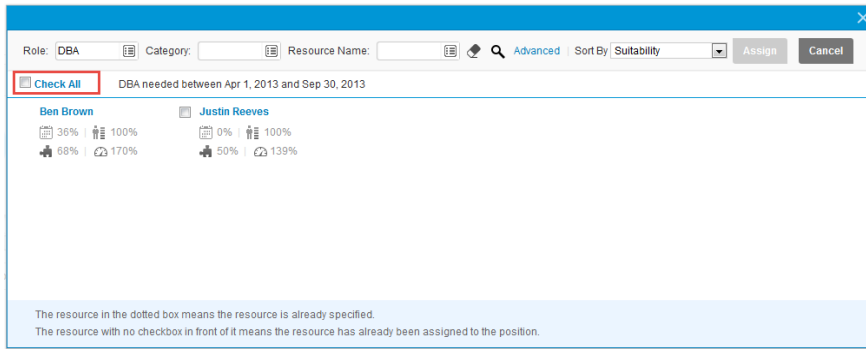 Role: DBA Category: Resource Name: Advanced Sort By Suitability Assign Cancel
Check All DBA needed between Apr 1, 2013 and Sep 30, 2013
Ben Brown Justin Reeves
36% | 100% 0% | 100%
68% | 170% 50% | 139%
The resource in the dotted box means the resource is already specified.
The resource with no checkbox in front of it means the resource has already been assigned to the position.